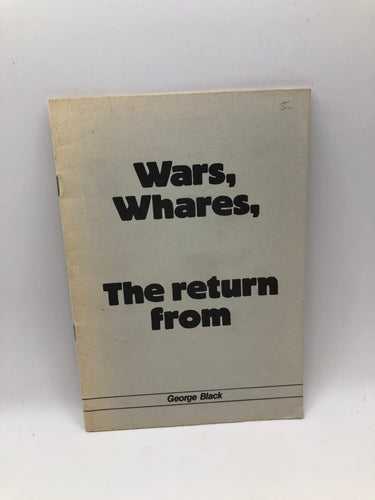 5-
Wars,
Whares,
The return
from
George Black